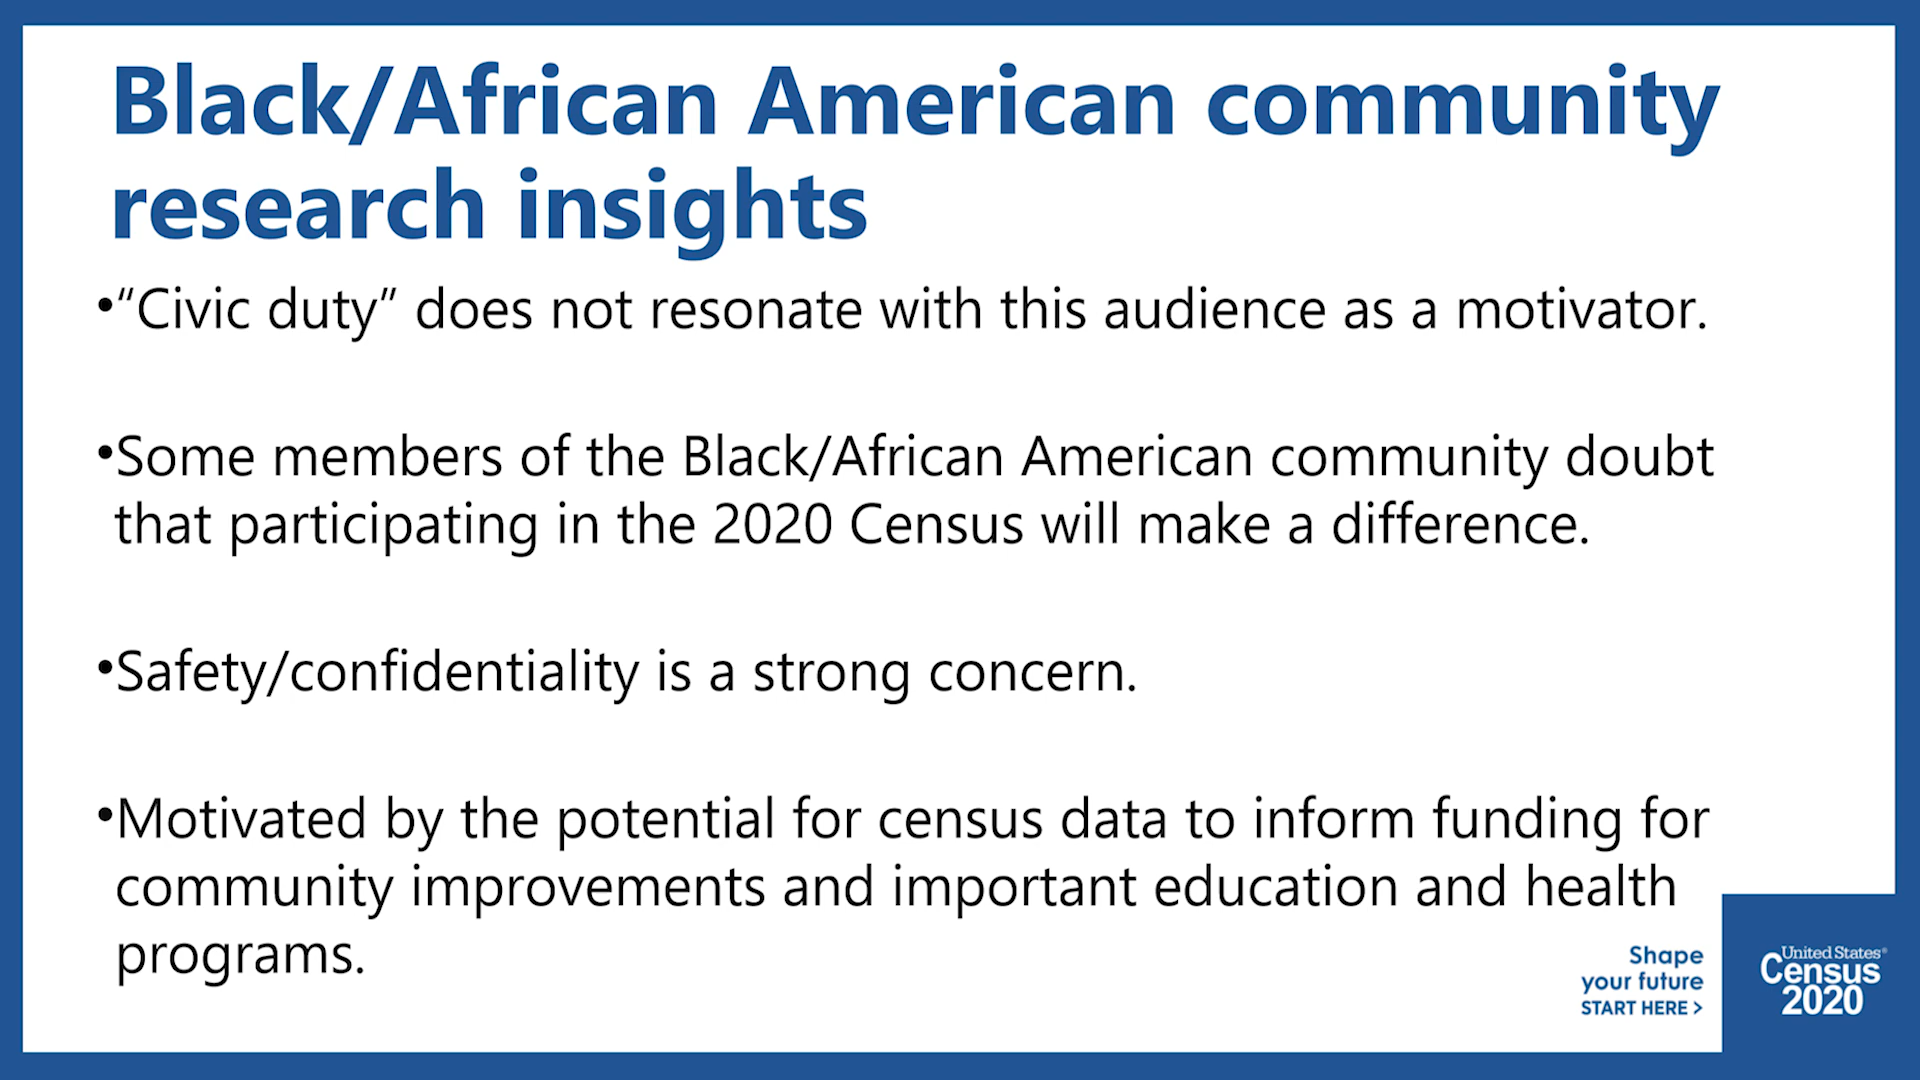 Black/African American community
research insights
•“Civic duty” does not resonate with this audience as a motivator.
•Some members of the Black/African American community doubt
that participating in the 2020 Census will make a difference.
•Safety/confidentiality is a strong concern.
•Motivated by the potential for census data to inform funding for
community improvements and important education and health
programs.
Shape
your future
START HERE >
United States®
Census
2020